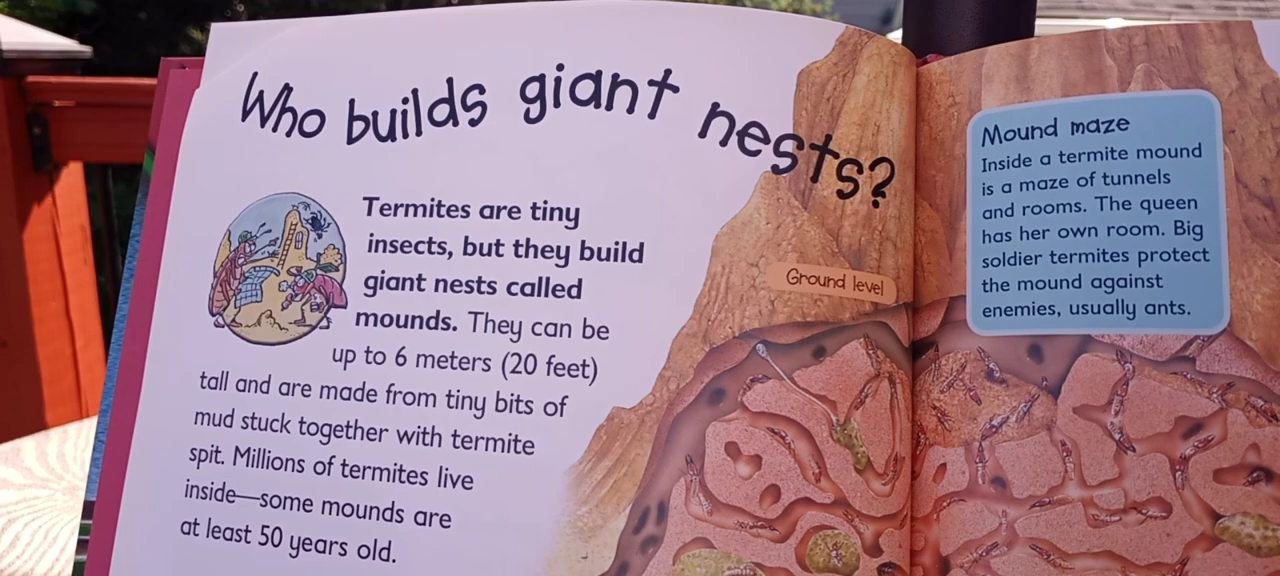 Who builds giant nests?
Termites are tiny
insects, but they build
giant nests called
mounds. They can be
up to 6 meters (20 feet)
tall and are made from tiny bits of
mud stuck together with termite
spit. Millions of termites live
inside—some mounds are
at least 50 years old.
Ground level
Mound maze
Inside a termite mound
is a maze of tunnels
and rooms. The queen
has her own room. Big
soldier termites protect
the mound against
enemies, usually ants.